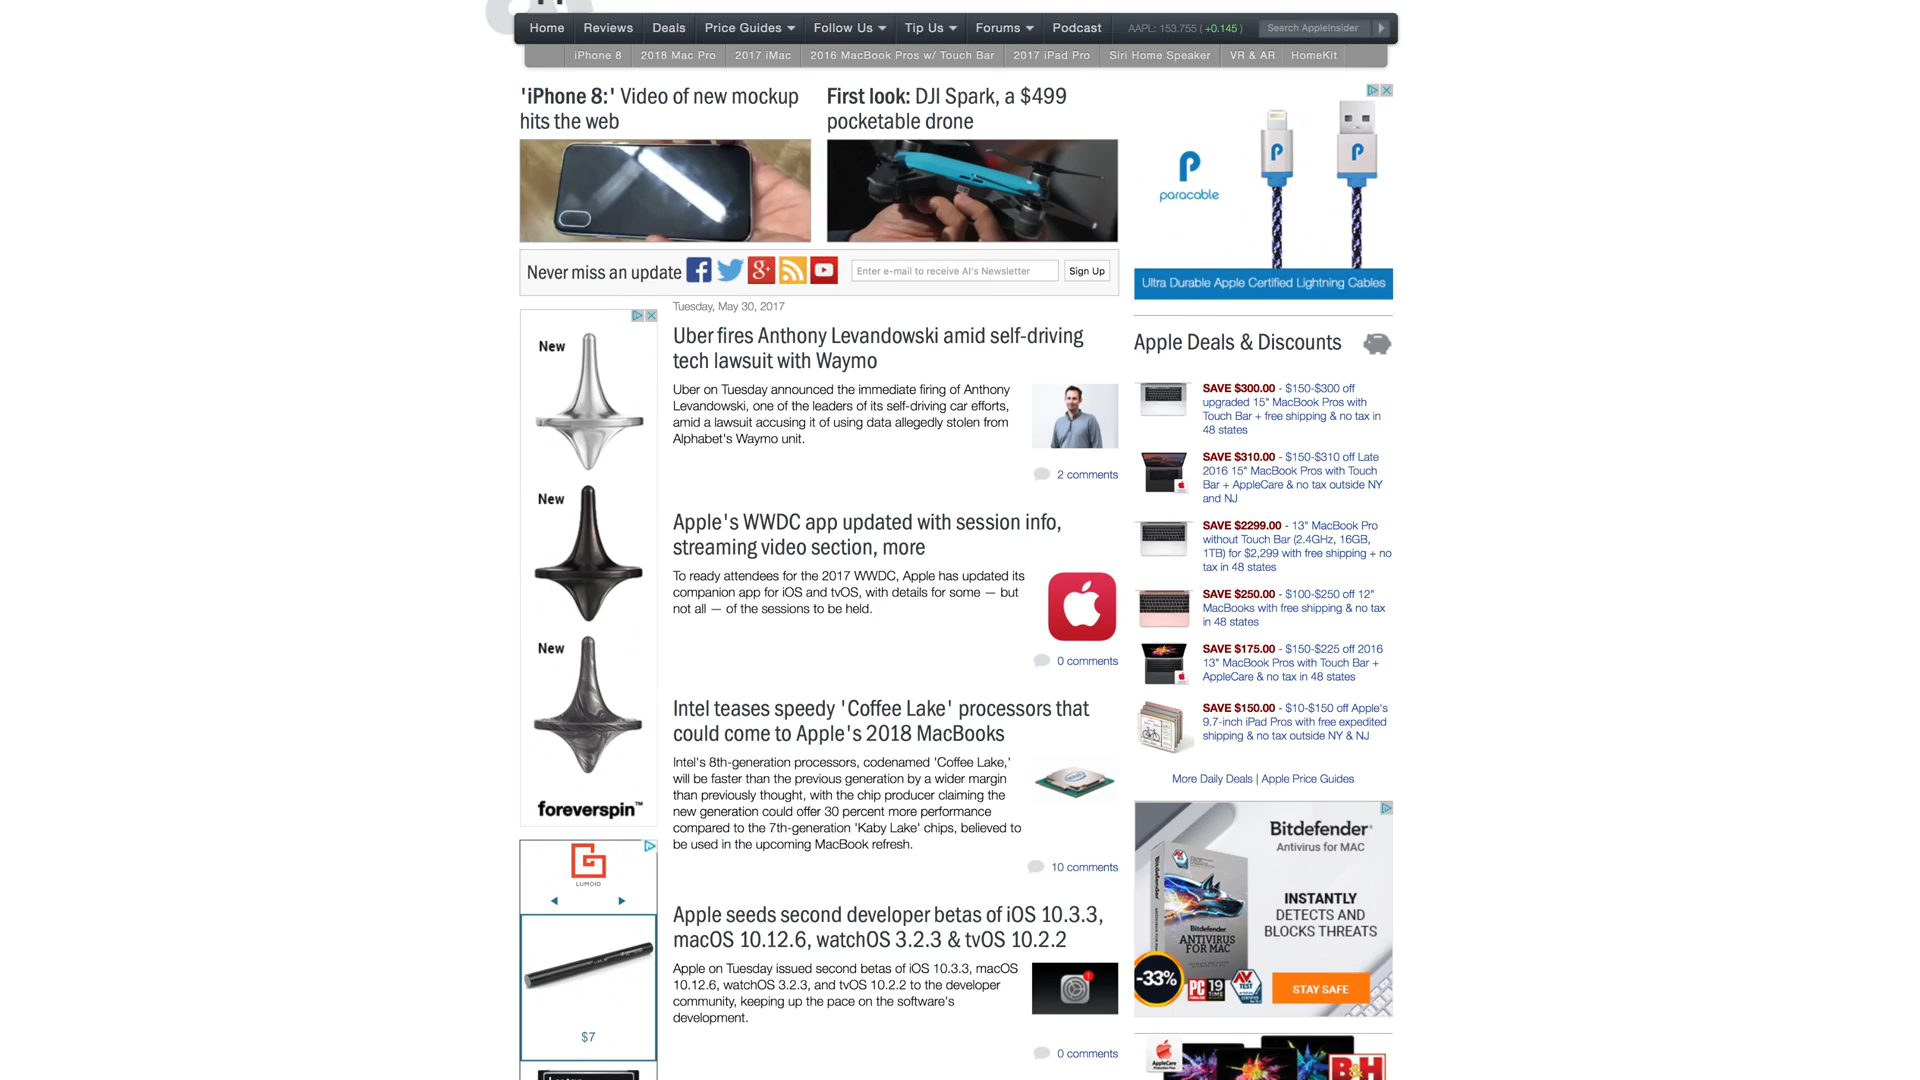 Home Reviews Deals Price Guides Follow Us Tip Us Forums Podcast AAPL: 153.755 ( +0.145 ) Search AppleInsider
iPhone 8 2018 Mac Pro 2017 iMac 2016 MacBook Pros w/ Touch Bar 2017 iPad Pro Siri Home Speaker VR & AR HomeKit
'iPhone 8:' Video of new mockup
hits the web
First look: DJI Spark, a $499
pocketable drone
Never miss an update
Enter e-mail to receive AI's Newsletter
Sign Up
paracable
Ultra Durable Apple Certified Lightning Cables
New
New
New
foreverspin™
LUMOID
$7
Tuesday, May 30, 2017
Uber fires Anthony Levandowski amid self-driving
tech lawsuit with Waymo
Uber on Tuesday announced the immediate firing of Anthony
Levandowski, one of the leaders of its self-driving car efforts,
amid a lawsuit accusing it of using data allegedly stolen from
Alphabet's Waymo unit.
2 comments
Apple's WWDC app updated with session info,
streaming video section, more
To ready attendees for the 2017 WWDC, Apple has updated its
companion app for iOS and tvOS, with details for some — but
not all — of the sessions to be held.
0 comments
Intel teases speedy 'Coffee Lake' processors that
could come to Apple's 2018 MacBooks
Intel's 8th-generation processors, codenamed 'Coffee Lake,'
will be faster than the previous generation by a wider margin
than previously thought, with the chip producer claiming the
new generation could offer 30 percent more performance
compared to the 7th-generation 'Kaby Lake' chips, believed to
be used in the upcoming MacBook refresh.
10 comments
Apple seeds second developer betas of iOS 10.3.3,
macOS 10.12.6, watchOS 3.2.3 & tvOS 10.2.2
Apple on Tuesday issued second betas of iOS 10.3.3, macOS
10.12.6, watchOS 3.2.3, and tvOS 10.2.2 to the developer
community, keeping up the pace on the software's
development.
0 comments
Apple Deals & Discounts
SAVE $300.00 - $150-$300 off
upgraded 15" MacBook Pros with
Touch Bar + free shipping & no tax in
48 states
SAVE $310.00 - $150-$310 off Late
2016 15" MacBook Pros with Touch
Bar + AppleCare & no tax outside NY
and NJ
SAVE $2299.00 - 13" MacBook Pro
without Touch Bar (2.4GHz, 16GB,
1TB) for $2,299 with free shipping + no
tax in 48 states
SAVE $250.00 - $100-$250 off 12"
MacBooks with free shipping & no tax
in 48 states
SAVE $175.00 - $150-$225 off 2016
13" MacBook Pros with Touch Bar +
AppleCare & no tax in 48 states
SAVE $150.00 - $10-$150 off Apple's
9.7-inch iPad Pros with free expedited
shipping & no tax outside NY & NJ
More Daily Deals | Apple Price Guides
Bitdefender
Antivirus for MAC
INSTANTLY
DETECTS AND
BLOCKS THREATS
Bitdefender
ANTIVIRUS
FOR MAC
-33%
PC 19
AV TEST
STAY SAFE
AppleCare
B&H